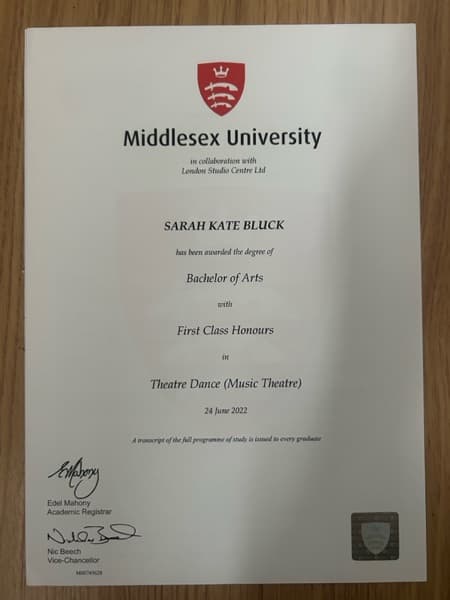 Middlesex University
in collaboration with
London Studio Centre Ltd
SARAH KATE BLUCK
has been awarded the degree of
Bachelor of Arts
with
First Class Honours
in
Theatre Dance (Music Theatre)
24 June 2022
A transcript of the full programme of study is issued to every graduate
EMahony
Edel Mahony
Academic Registrar
Nic Beech
Vice-Chancellor